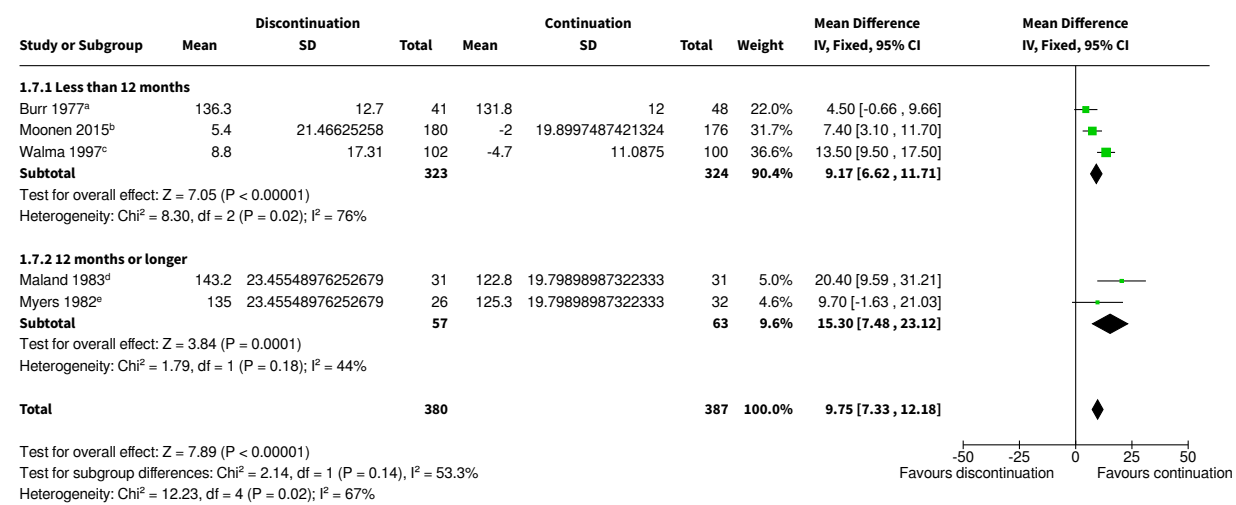 Discontinuation Continuation Mean Difference Mean Difference
Study or Subgroup Mean SD Total Mean SD Total Weight IV, Fixed, 95% CI IV, Fixed, 95% CI
1.7.1 Less than 12 months
Burr 1977ᵃ 136.3 12.7 41 131.8 12 48 22.0% 4.50 [-0.66 , 9.66]
Moonen 2015ᵇ 5.4 21.46625258 180 -2 19.8997487421324 176 31.7% 7.40 [3.10 , 11.70]
Walma 1997ᶜ 8.8 17.31 102 -4.7 11.0875 100 36.6% 13.50 [9.50 , 17.50]
Subtotal 323 324 90.4% 9.17 [6.62 , 11.71]
Test for overall effect: Z = 7.05 (P < 0.00001)
Heterogeneity: Chi² = 8.30, df = 2 (P = 0.02); I² = 76%
1.7.2 12 months or longer
Maland 1983ᵈ 143.2 23.45548976252679 31 122.8 19.79898987322333 31 5.0% 20.40 [9.59 , 31.21]
Myers 1982ᵉ 135 23.45548976252679 26 125.3 19.79898987322333 32 4.6% 9.70 [-1.63 , 21.03]
Subtotal 57 63 9.6% 15.30 [7.48 , 23.12]
Test for overall effect: Z = 3.84 (P = 0.0001)
Heterogeneity: Chi² = 1.79, df = 1 (P = 0.18); I² = 44%
Total 380 387 100.0% 9.75 [7.33 , 12.18]
Test for overall effect: Z = 7.89 (P < 0.00001)
Test for subgroup differences: Chi² = 2.14, df = 1 (P = 0.14), I² = 53.3%
Heterogeneity: Chi² = 12.23, df = 4 (P = 0.02); I² = 67%
-50 -25 0 25 50
Favours discontinuation Favours continuation